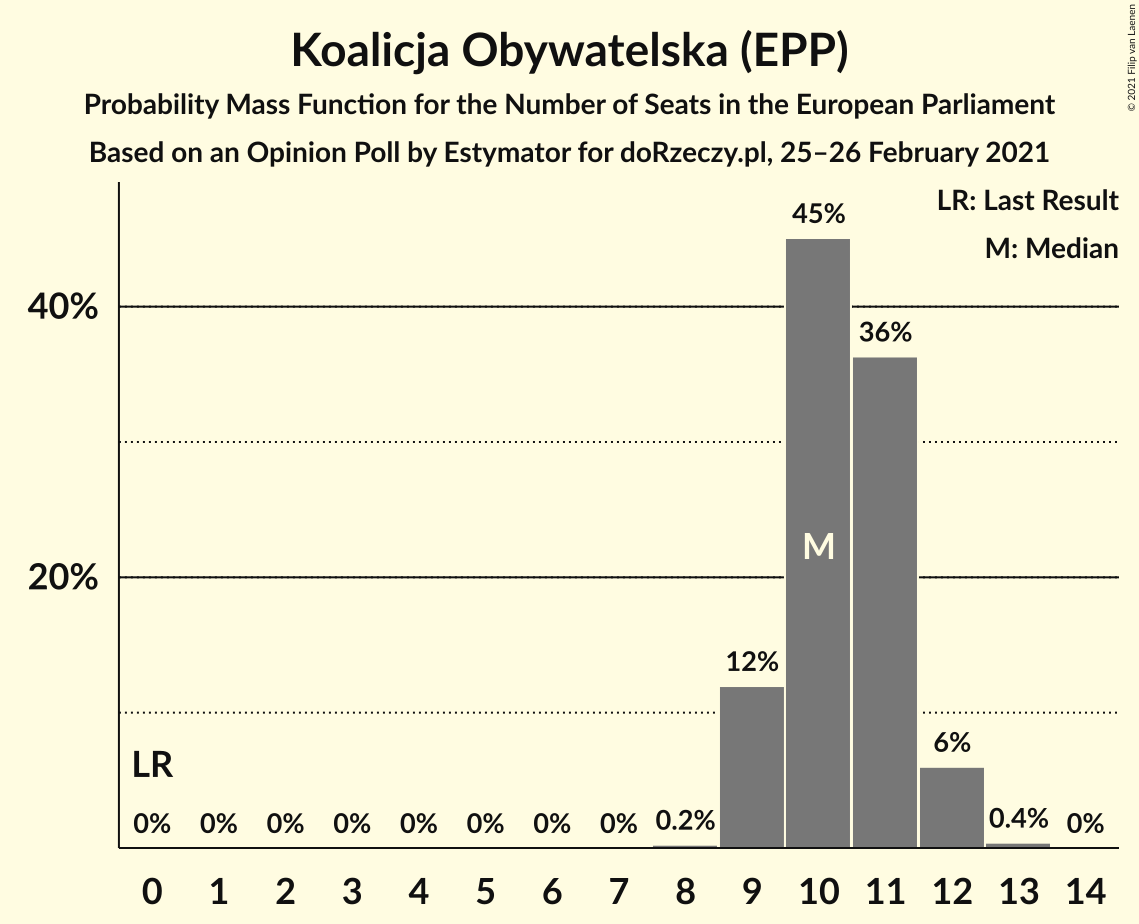 Koalicja Obywatelska (EPP)
Probability Mass Function for the Number of Seats in the European Parliament
Based on an Opinion Poll by Estymator for doRzeczy.pl, 25–26 February 2021
© 2021 Filip van Laenen
LR: Last Result
M: Median
45%
40%
36%
M
20%
12%
6%
LR
0% 0% 0% 0% 0% 0% 0% 0% 0.2% 0.4% 0%
0 1 2 3 4 5 6 7 8 9 10 11 12 13 14